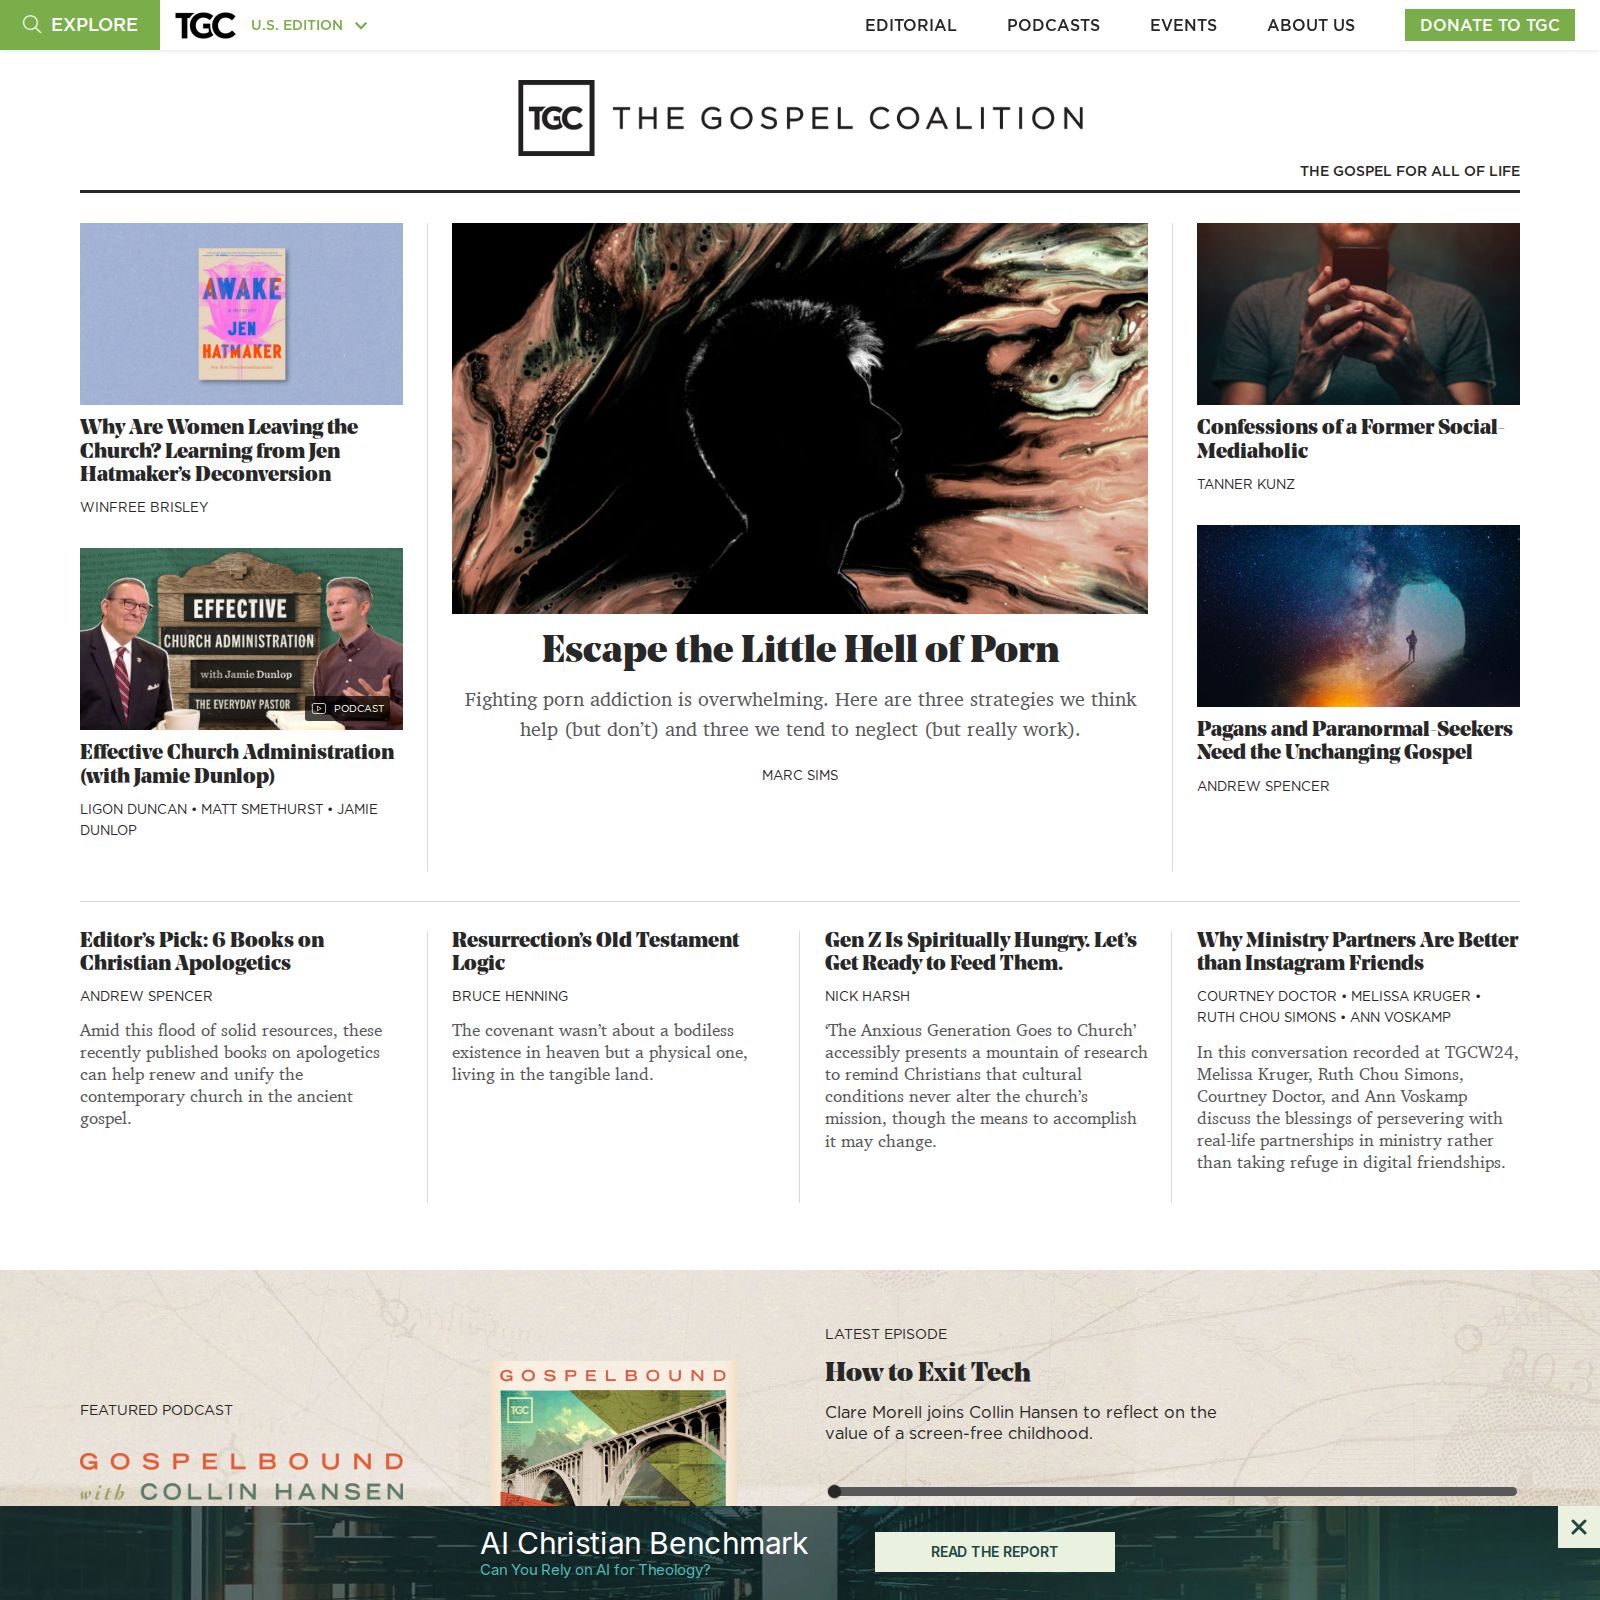 EXPLORE
TGC
U.S. EDITION
EDITORIAL
PODCASTS
EVENTS
ABOUT US
DONATE TO TGC
TGC THE GOSPEL COALITION
THE GOSPEL FOR ALL OF LIFE
AWAKE
a memoir
JEN
HATMAKER
Why Are Women Leaving the
Church? Learning from Jen
Hatmaker's Deconversion
WINFREE BRISLEY
EFFECTIVE
CHURCH ADMINISTRATION
with Jamie Dunlop
THE EVERYDAY PASTOR
PODCAST
Effective Church Administration
(with Jamie Dunlop)
LIGON DUNCAN • MATT SMETHURST • JAMIE
DUNLOP
Escape the Little Hell of Porn
Fighting porn addiction is overwhelming. Here are three strategies we think
help (but don't) and three we tend to neglect (but really work).
MARC SIMS
Confessions of a Former Social-
Mediaholic
TANNER KUNZ
Pagans and Paranormal-Seekers
Need the Unchanging Gospel
ANDREW SPENCER
Editor's Pick: 6 Books on
Christian Apologetics
ANDREW SPENCER
Amid this flood of solid resources, these
recently published books on apologetics
can help renew and unify the
contemporary church in the ancient
gospel.
Resurrection's Old Testament
Logic
BRUCE HENNING
The covenant wasn't about a bodiless
existence in heaven but a physical one,
living in the tangible land.
Gen Z Is Spiritually Hungry. Let's
Get Ready to Feed Them.
NICK HARSH
'The Anxious Generation Goes to Church'
accessibly presents a mountain of research
to remind Christians that cultural
conditions never alter the church's
mission, though the means to accomplish
it may change.
Why Ministry Partners Are Better
than Instagram Friends
COURTNEY DOCTOR • MELISSA KRUGER •
RUTH CHOU SIMONS • ANN VOSKAMP
In this conversation recorded at TGCW24,
Melissa Kruger, Ruth Chou Simons,
Courtney Doctor, and Ann Voskamp
discuss the blessings of persevering with
real-life partnerships in ministry rather
than taking refuge in digital friendships.
FEATURED PODCAST
GOSPELBOUND
with COLLIN HANSEN
GOSPELBOUND
TGC
LATEST EPISODE
How to Exit Tech
Clare Morell joins Collin Hansen to reflect on the
value of a screen-free childhood.
AI Christian Benchmark
Can You Rely on AI for Theology?
READ THE REPORT